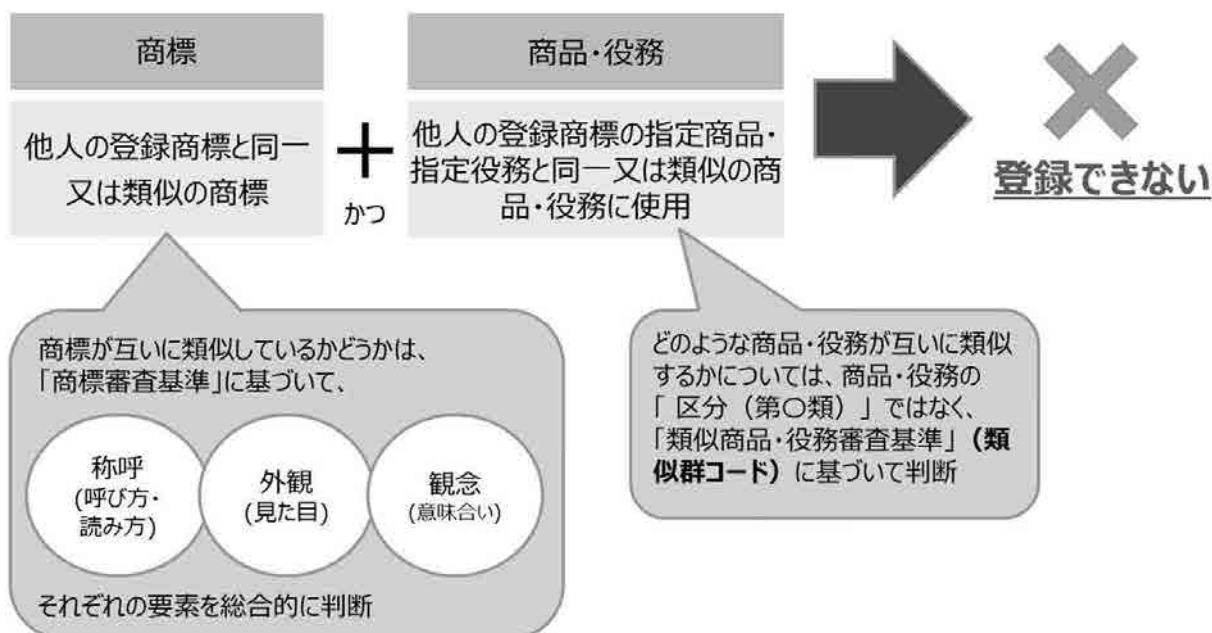 商標
他人の登録商標と同一
又は類似の商標
＋
かつ
商品・役務
他人の登録商標の指定商品・
指定役務と同一又は類似の商
品・役務に使用
登録できない
商標が互いに類似しているかどうかは、
「商標審査基準」に基づいて、
称呼
(呼び方・
読み方)
外観
(見た目)
観念
(意味合い)
それぞれの要素を総合的に判断
どのような商品・役務が互いに類似
するかについては、商品・役務の
「 区分（第〇類）」ではなく、
「類似商品・役務審査基準」（類
似群コード）に基づいて判断